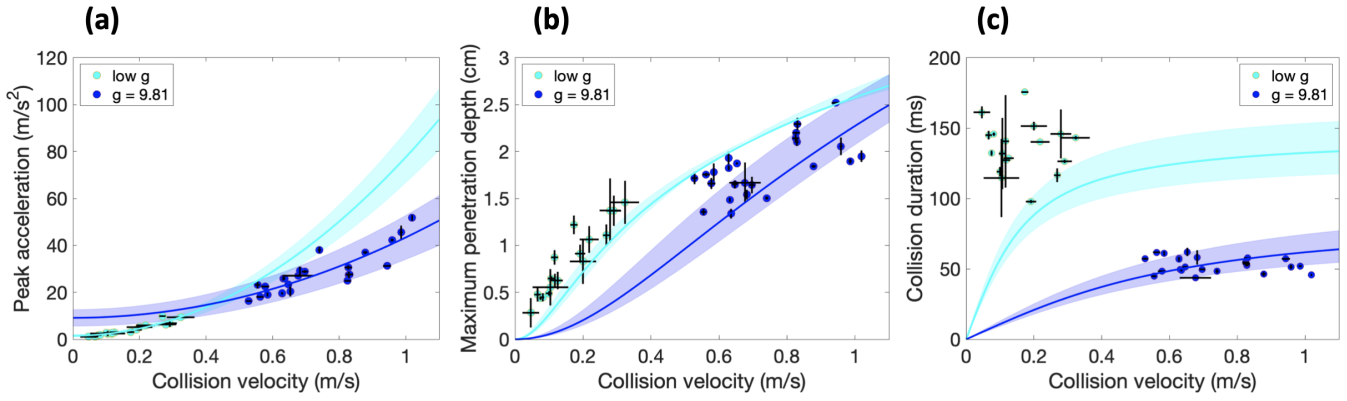 (a)
Peak acceleration (m/s²)
120
100
80
60
40
20
0
low g
g = 9.81
0
0.2
0.4
0.6
0.8
1
Collision velocity (m/s)
(b)
Maximum penetration depth (cm)
3
2.5
2
1.5
1
0.5
0
low g
g = 9.81
0
0.2
0.4
0.6
0.8
1
Collision velocity (m/s)
(c)
Collision duration (ms)
200
150
100
50
0
low g
g = 9.81
0
0.2
0.4
0.6
0.8
1
Collision velocity (m/s)